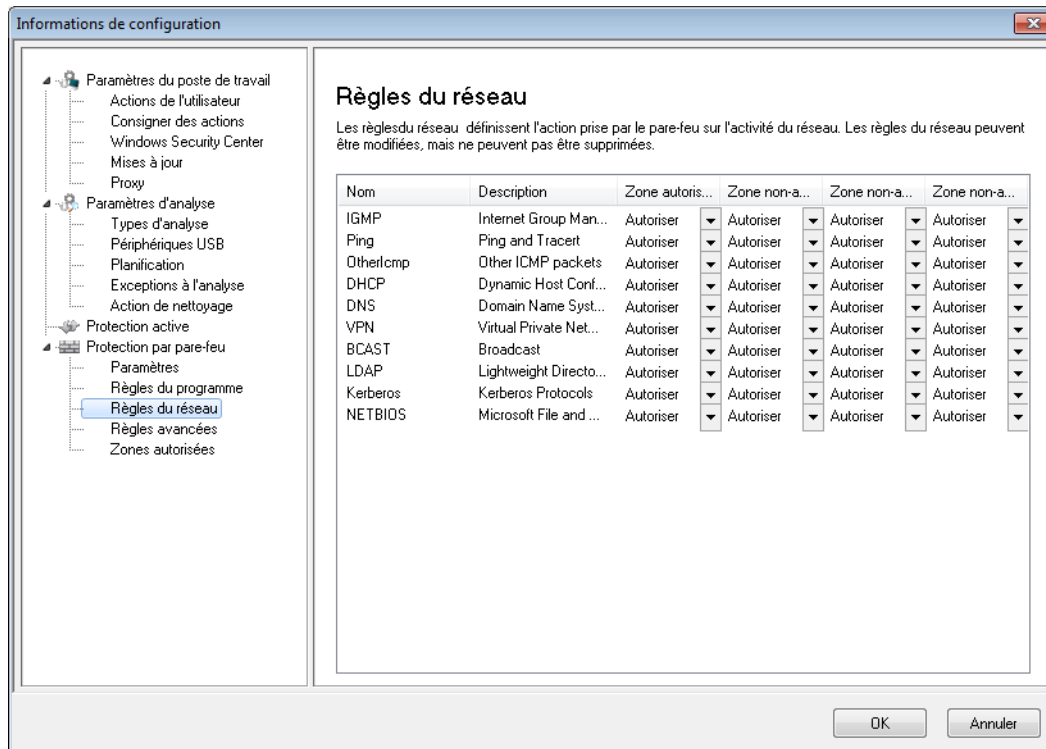 Informations de configuration
Paramètres du poste de travail
Actions de l'utilisateur
Consigner des actions
Windows Security Center
Mises à jour
Proxy
Paramètres d'analyse
Types d'analyse
Périphériques USB
Planification
Exceptions à l'analyse
Action de nettoyage
Protection active
Protection par pare-feu
Paramètres
Règles du programme
Règles du réseau
Règles avancées
Zones autorisées
Règles du réseau
Les règlesdu réseau  définissent l'action prise par le pare-feu sur l'activité du réseau. Les règles du réseau peuvent
être modifiées, mais ne peuvent pas être supprimées.
Nom Description Zone autoris... Zone non-a... Zone non-a... Zone non-a...
IGMP Internet Group Man... Autoriser Autoriser Autoriser Autoriser
Ping Ping and Tracert Autoriser Autoriser Autoriser Autoriser
OtherIcmp Other ICMP packets Autoriser Autoriser Autoriser Autoriser
DHCP Dynamic Host Conf... Autoriser Autoriser Autoriser Autoriser
DNS Domain Name Syst... Autoriser Autoriser Autoriser Autoriser
VPN Virtual Private Net... Autoriser Autoriser Autoriser Autoriser
BCAST Broadcast Autoriser Autoriser Autoriser Autoriser
LDAP Lightweight Directo... Autoriser Autoriser Autoriser Autoriser
Kerberos Kerberos Protocols Autoriser Autoriser Autoriser Autoriser
NETBIOS Microsoft File and ... Autoriser Autoriser Autoriser Autoriser
OK Annuler